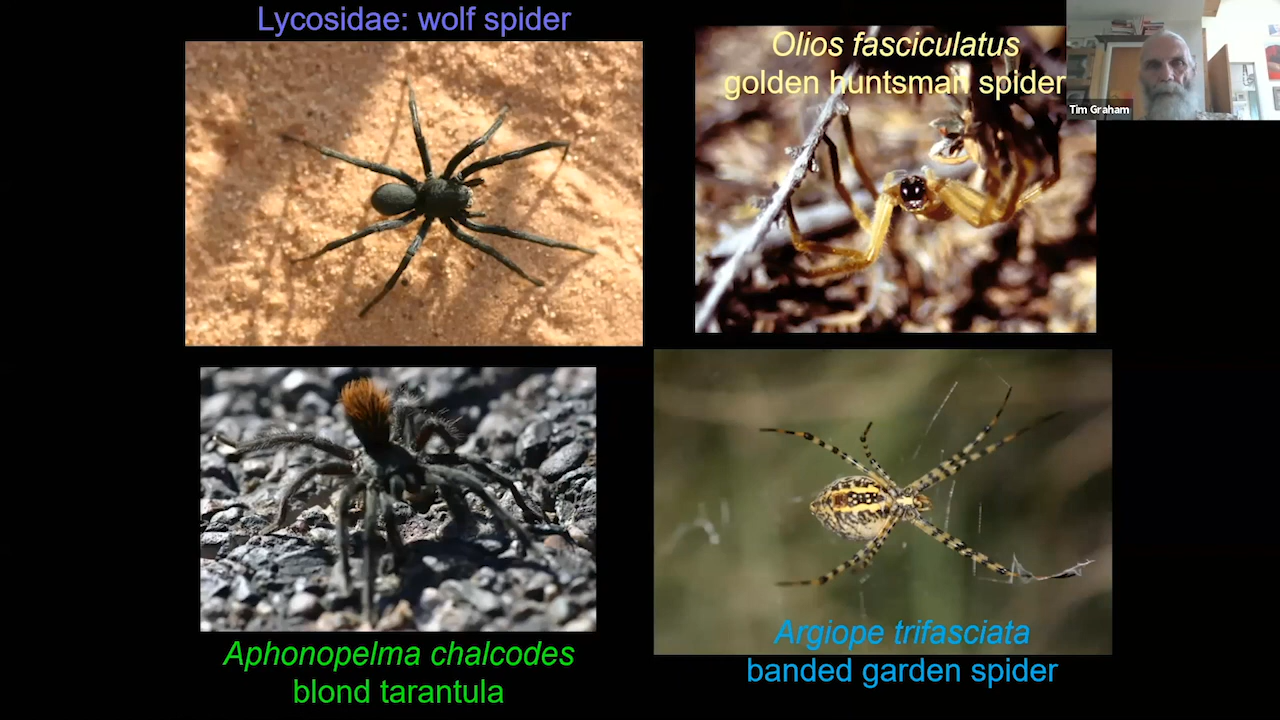 Lycosidae: wolf spider
Olios fasciculatus
golden huntsman spider
Tim Graham
Aphonopelma chalcodes
blond tarantula
Argiope trifasciata
banded garden spider